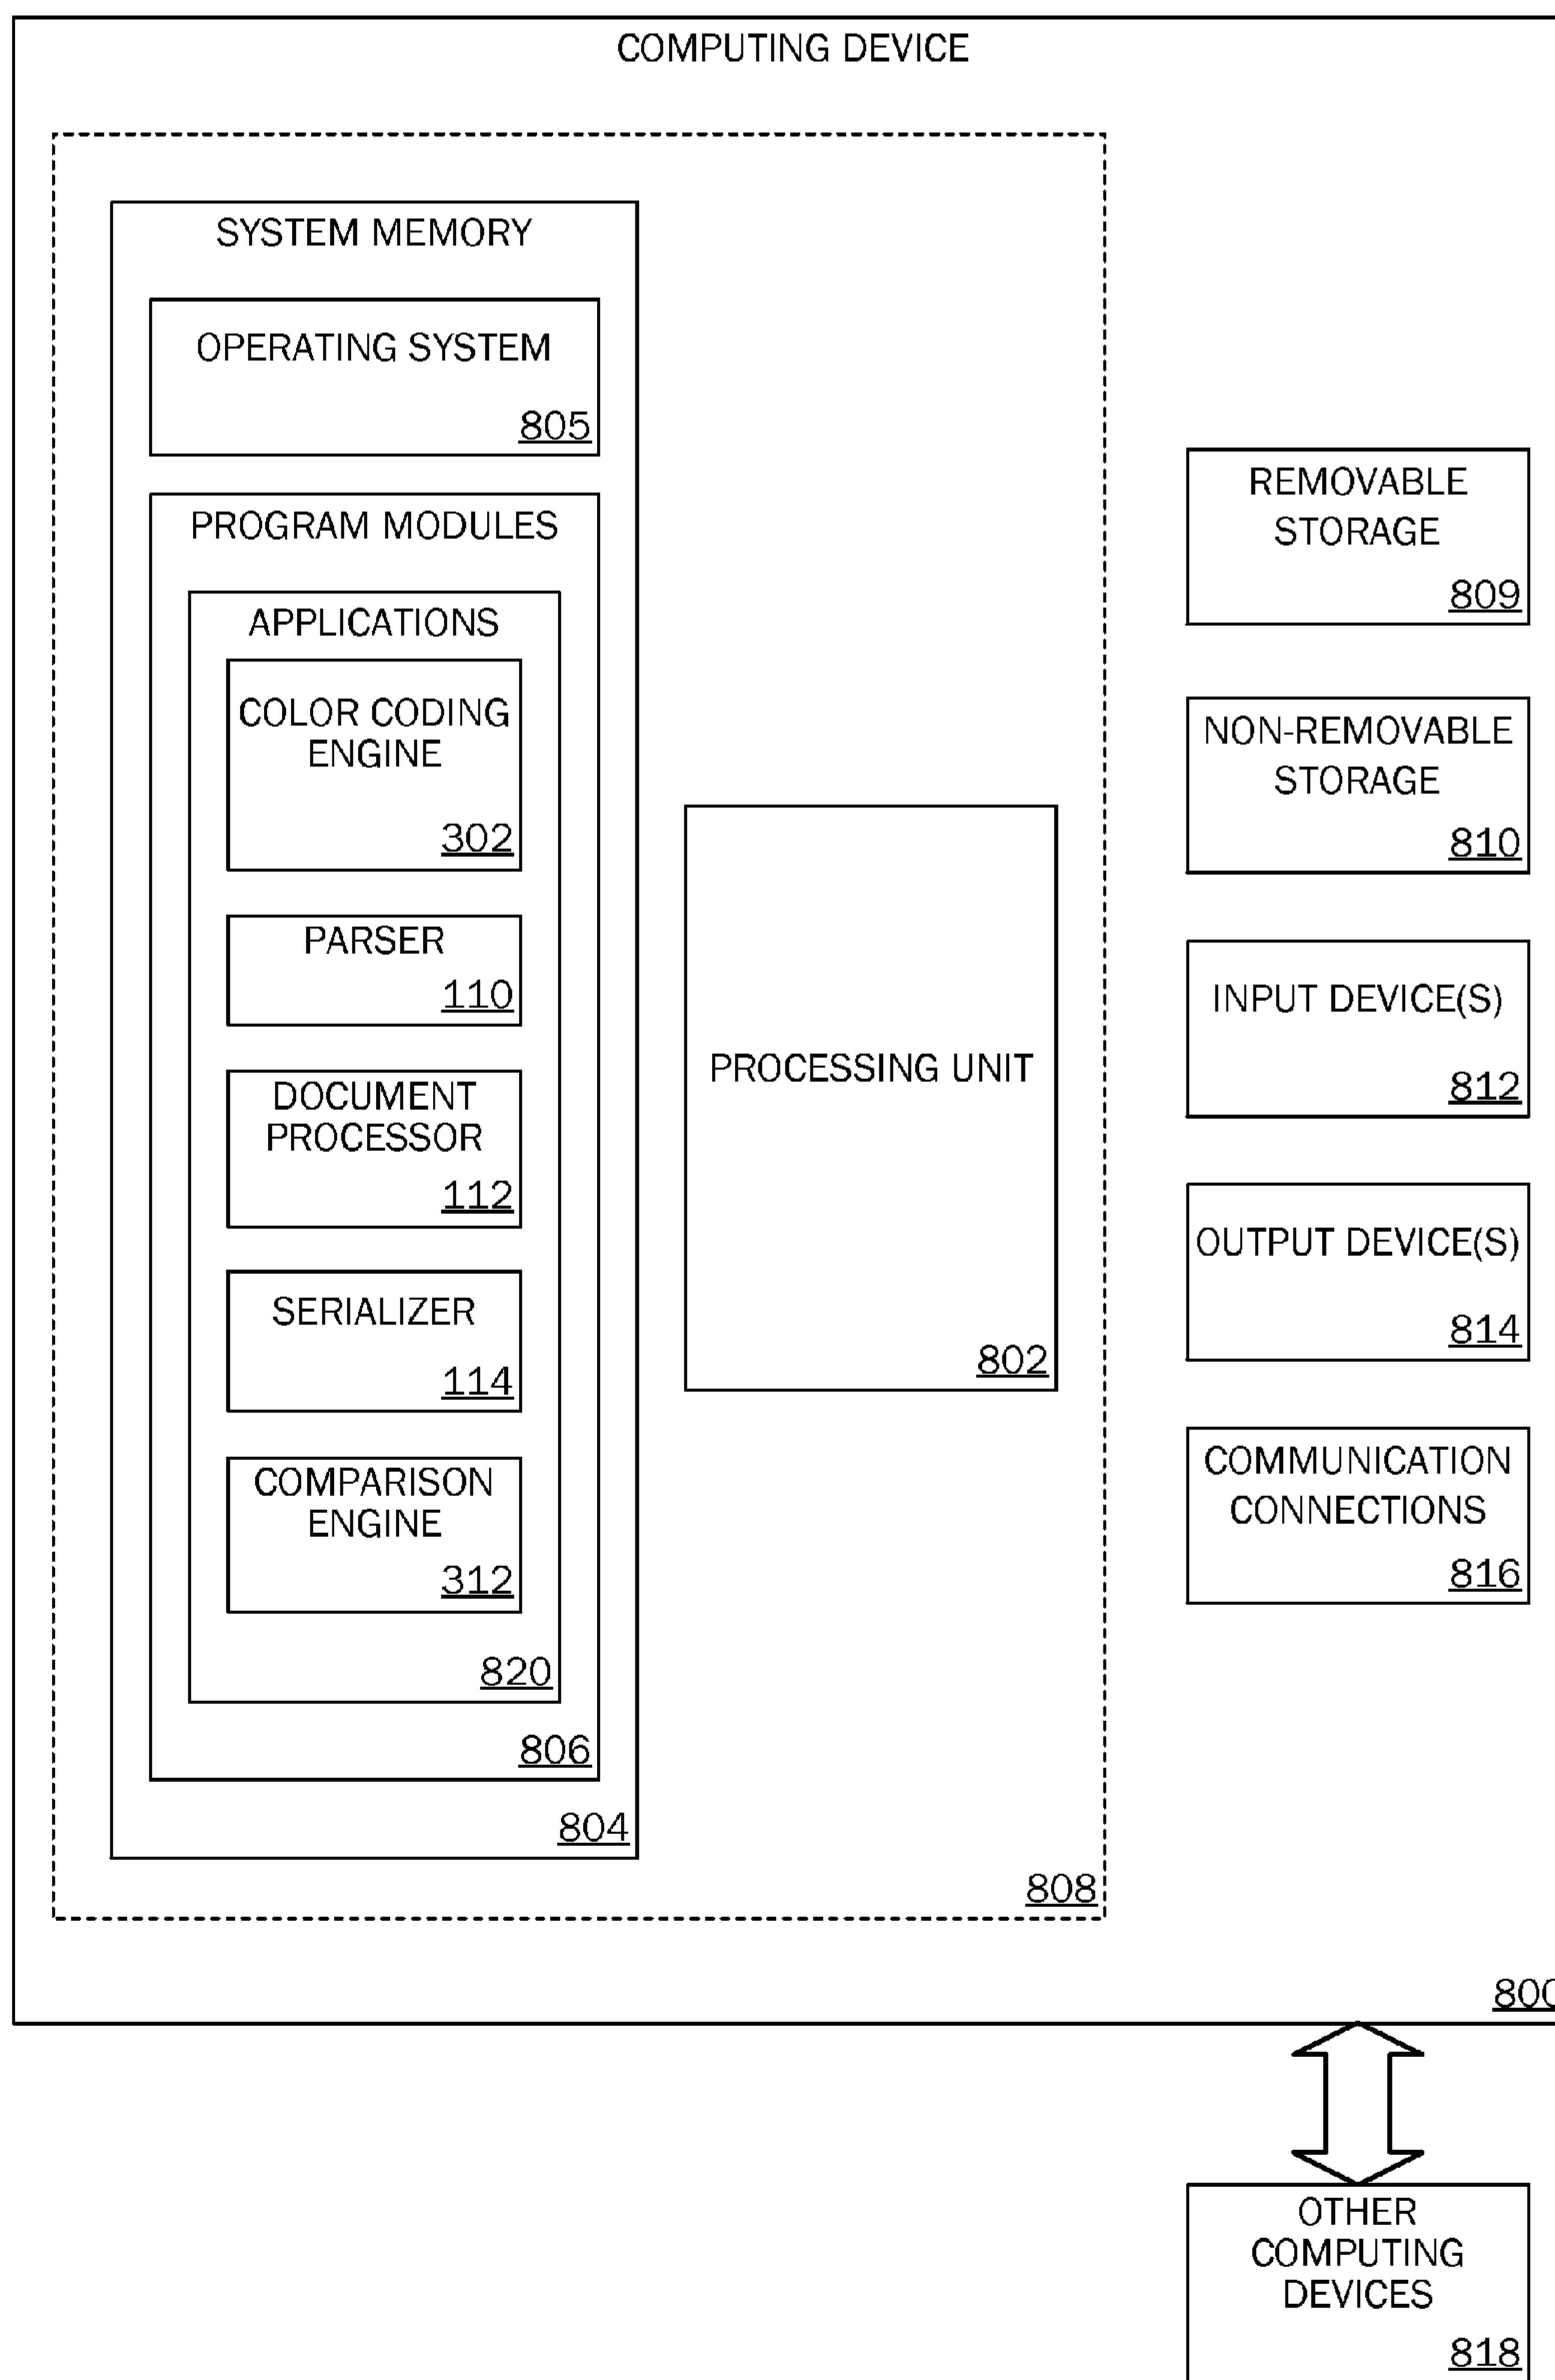 COMPUTING DEVICE
SYSTEM MEMORY
OPERATING SYSTEM
805
PROGRAM MODULES
APPLICATIONS
COLOR CODING
ENGINE
302
PARSER
110
DOCUMENT
PROCESSOR
112
SERIALIZER
114
COMPARISON
ENGINE
312
820
806
804
PROCESSING UNIT
802
808
REMOVABLE
STORAGE
809
NON-REMOVABLE
STORAGE
810
INPUT DEVICE(S)
812
OUTPUT DEVICE(S)
814
COMMUNICATION
CONNECTIONS
816
800
OTHER
COMPUTING
DEVICES
818